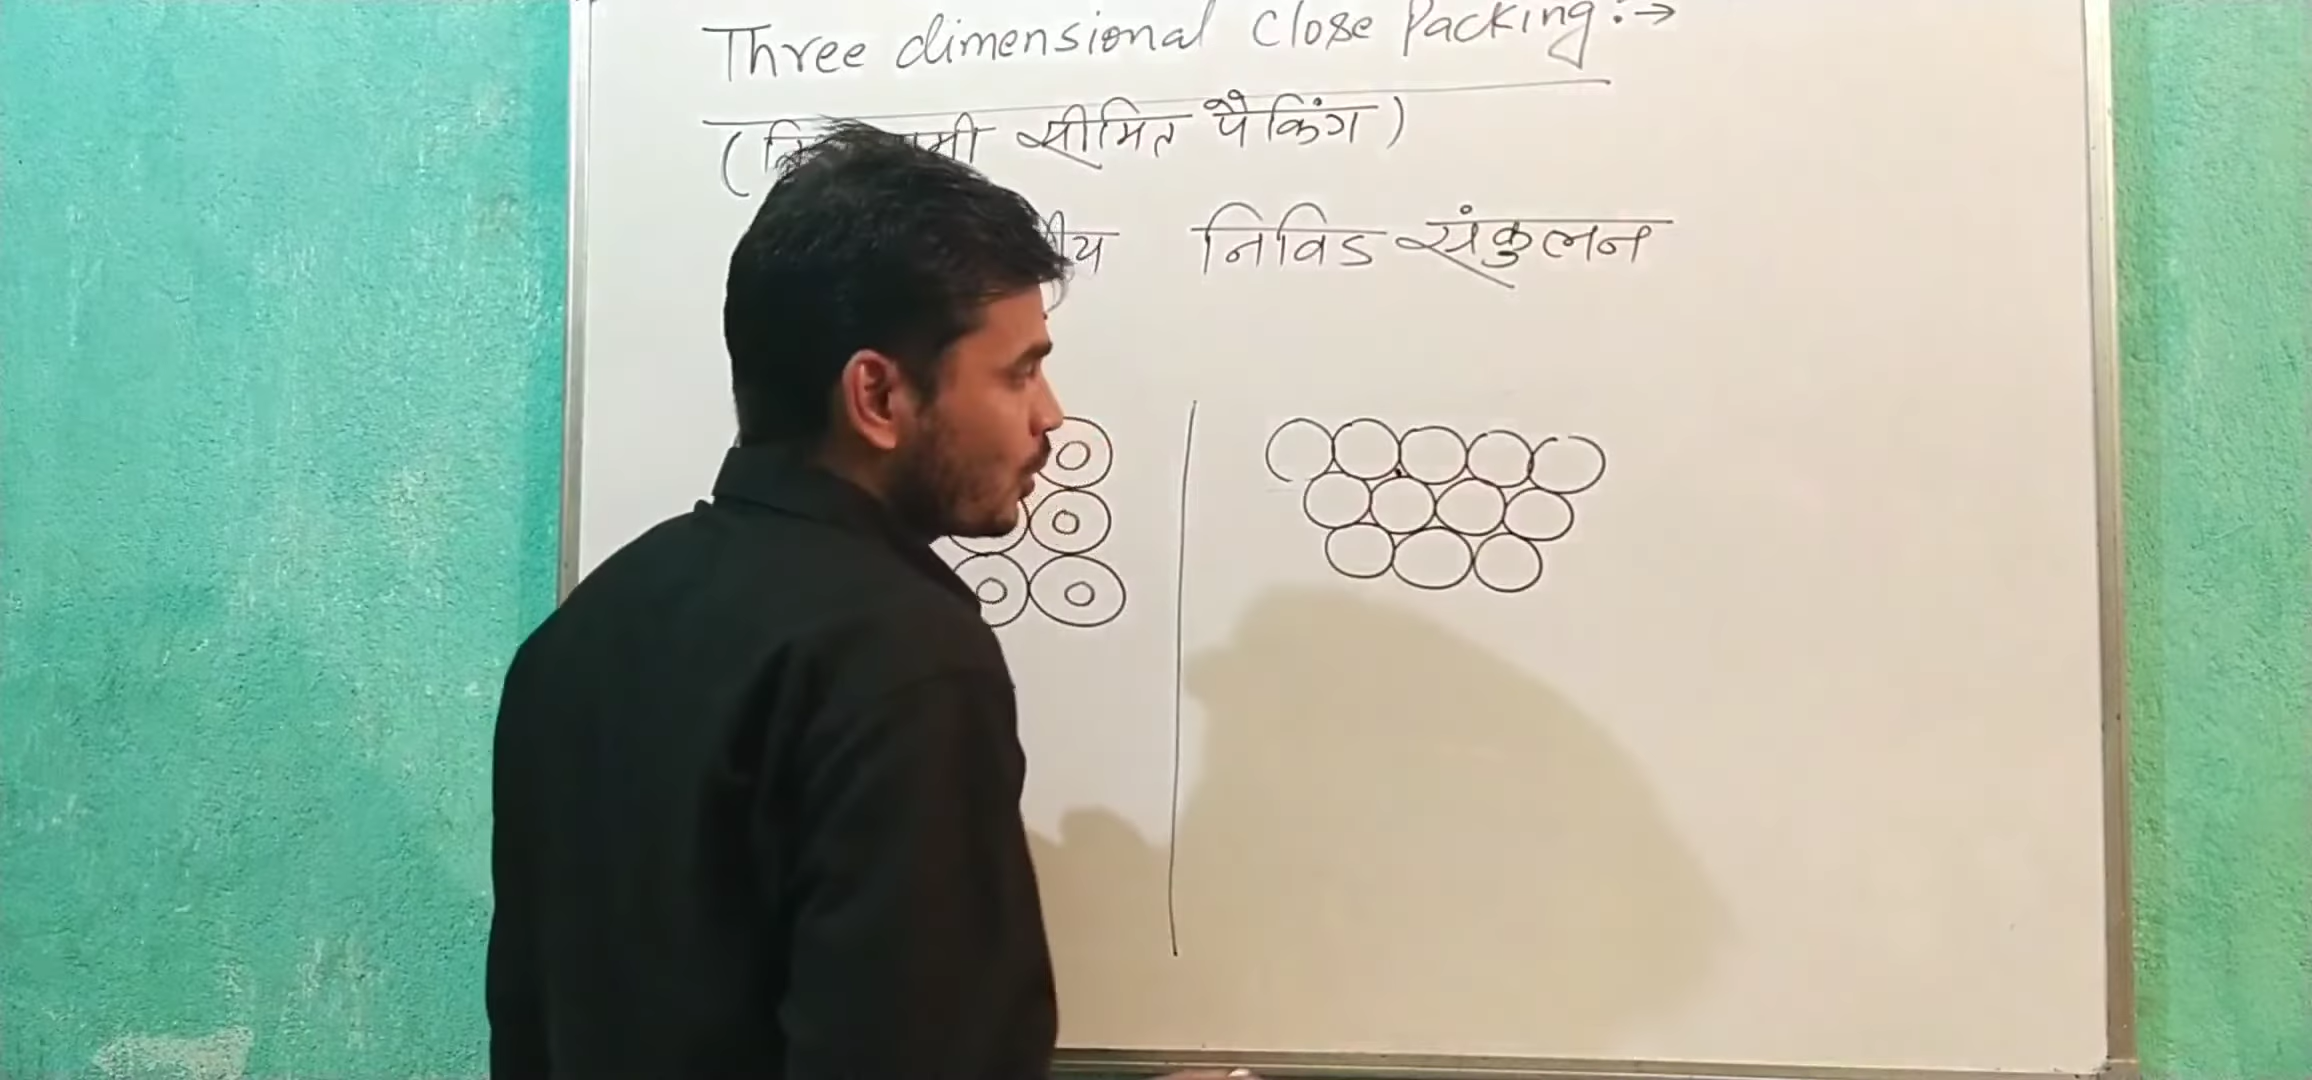 Three dimensional Close Packing:→
सीमित पैकिंग)
निविड संकुलन